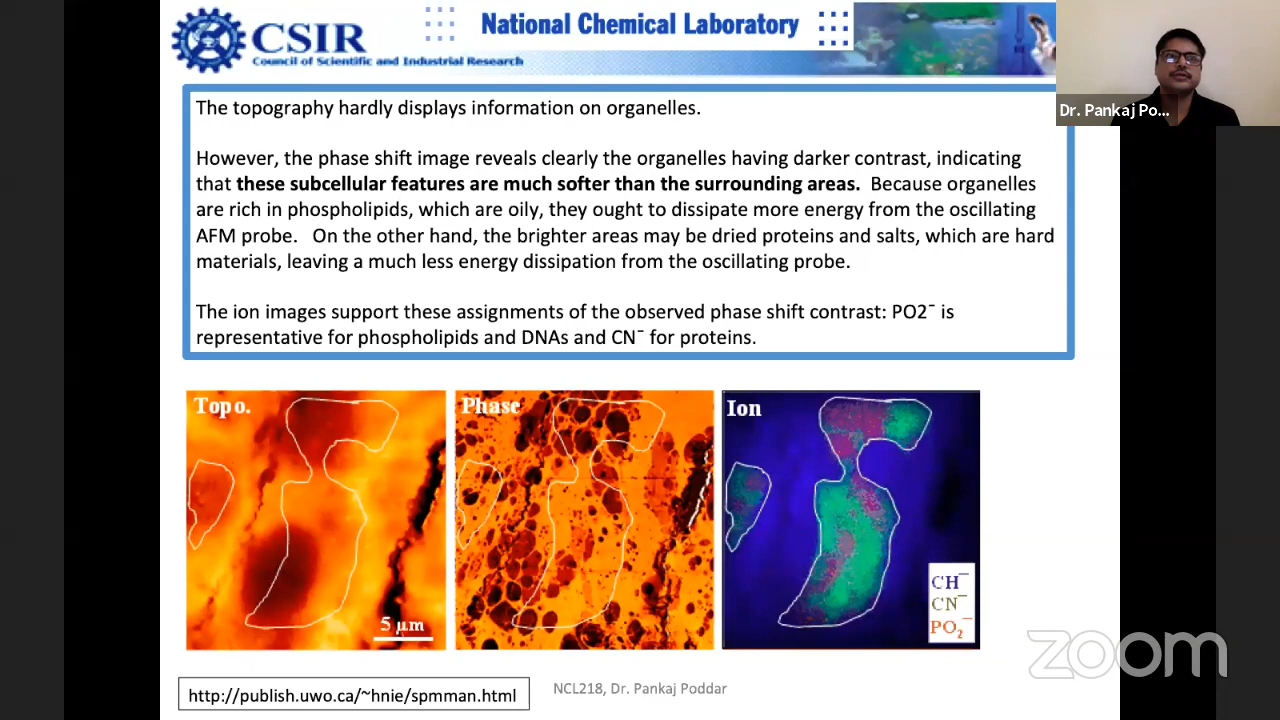 CSIR
Council of Scientific and Industrial Research
National Chemical Laboratory
Dr. Pankaj Po...
The topography hardly displays information on organelles.
However, the phase shift image reveals clearly the organelles having darker contrast, indicating
that these subcellular features are much softer than the surrounding areas. Because organelles
are rich in phospholipids, which are oily, they ought to dissipate more energy from the oscillating
AFM probe. On the other hand, the brighter areas may be dried proteins and salts, which are hard
materials, leaving a much less energy dissipation from the oscillating probe.
The ion images support these assignments of the observed phase shift contrast: PO2⁻ is
representative for phospholipids and DNAs and CN⁻ for proteins.
Topo.
5 μm
Phase
Ion
CH⁻
CN⁻
PO₂⁻
zoom
http://publish.uwo.ca/~hnie/spmman.html
NCL218, Dr. Pankaj Poddar